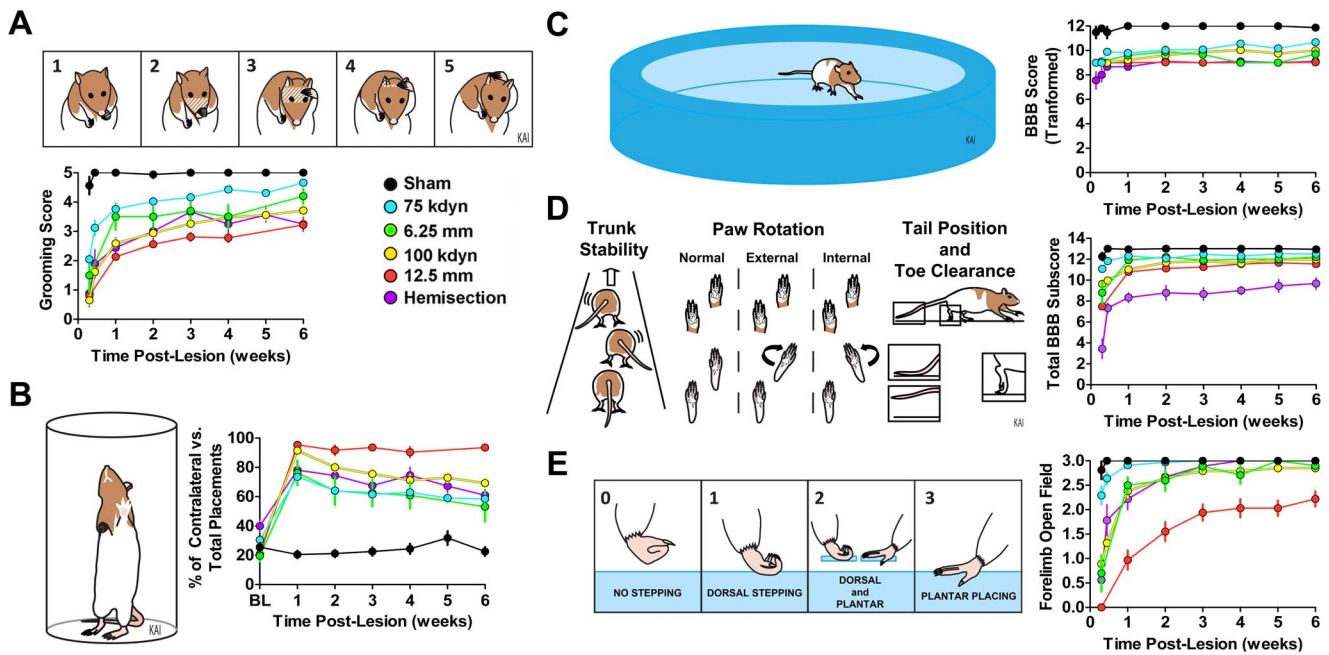 A
1 2 3 4 5
KAI
Grooming Score
5
4
3
2
1
0
0 1 2 3 4 5 6
Time Post-Lesion (weeks)
Sham
75 kdyn
6.25 mm
100 kdyn
12.5 mm
Hemisection
B
KAI
% of Contralateral vs.
Total Placements
100
80
60
40
20
0
BL 1 2 3 4 5 6
Time Post-Lesion (weeks)
C
KAI
BBB Score
(Tranformed)
12
10
8
6
4
2
0
0 1 2 3 4 5 6
Time Post-Lesion (weeks)
D
Trunk
Stability
Paw Rotation
Normal External Internal
Tail Position
and
Toe Clearance
KAI
Total BBB Subscore
14
12
10
8
6
4
2
0
0 1 2 3 4 5 6
Time Post-Lesion (weeks)
E
0 1 2 3
NO STEPPING
DORSAL STEPPING
DORSAL
and
PLANTAR
PLANTAR PLACING
KAI
Forelimb Open Field
3.0
2.5
2.0
1.5
1.0
0.5
0.0
0 1 2 3 4 5 6
Time Post-Lesion (weeks)